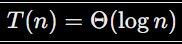 T(n) = Θ(log n)